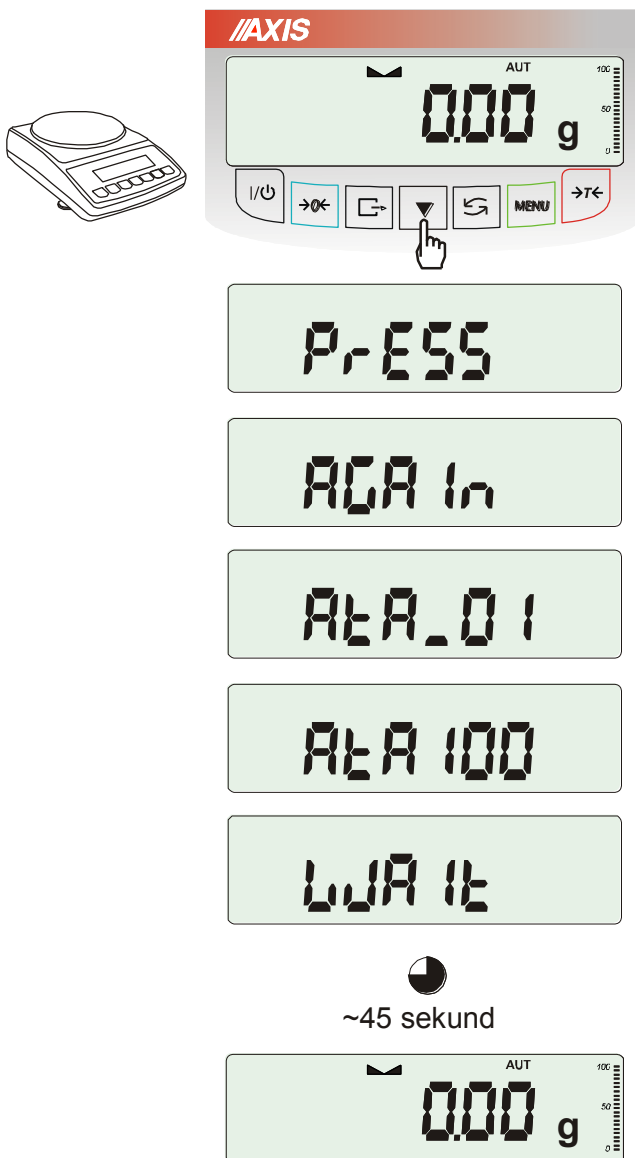 AXIS
AUT
100
0.00 g
50
0
I/⏻ →0← MENU →T←
PrESS
AGAIn
AtA_01
AtA100
WAIt
~45 sekund
AUT
100
0.00 g
50
0